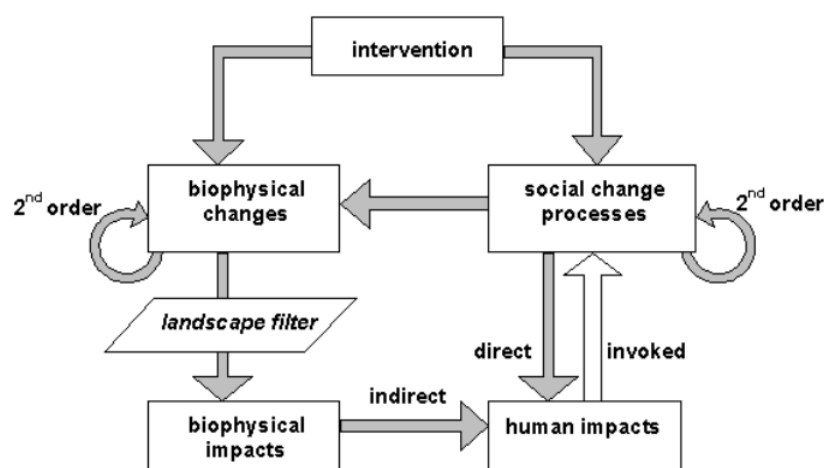 intervention
biophysical
changes
social change
processes
2nd order
2nd order
landscape filter
direct
invoked
indirect
biophysical
impacts
human impacts